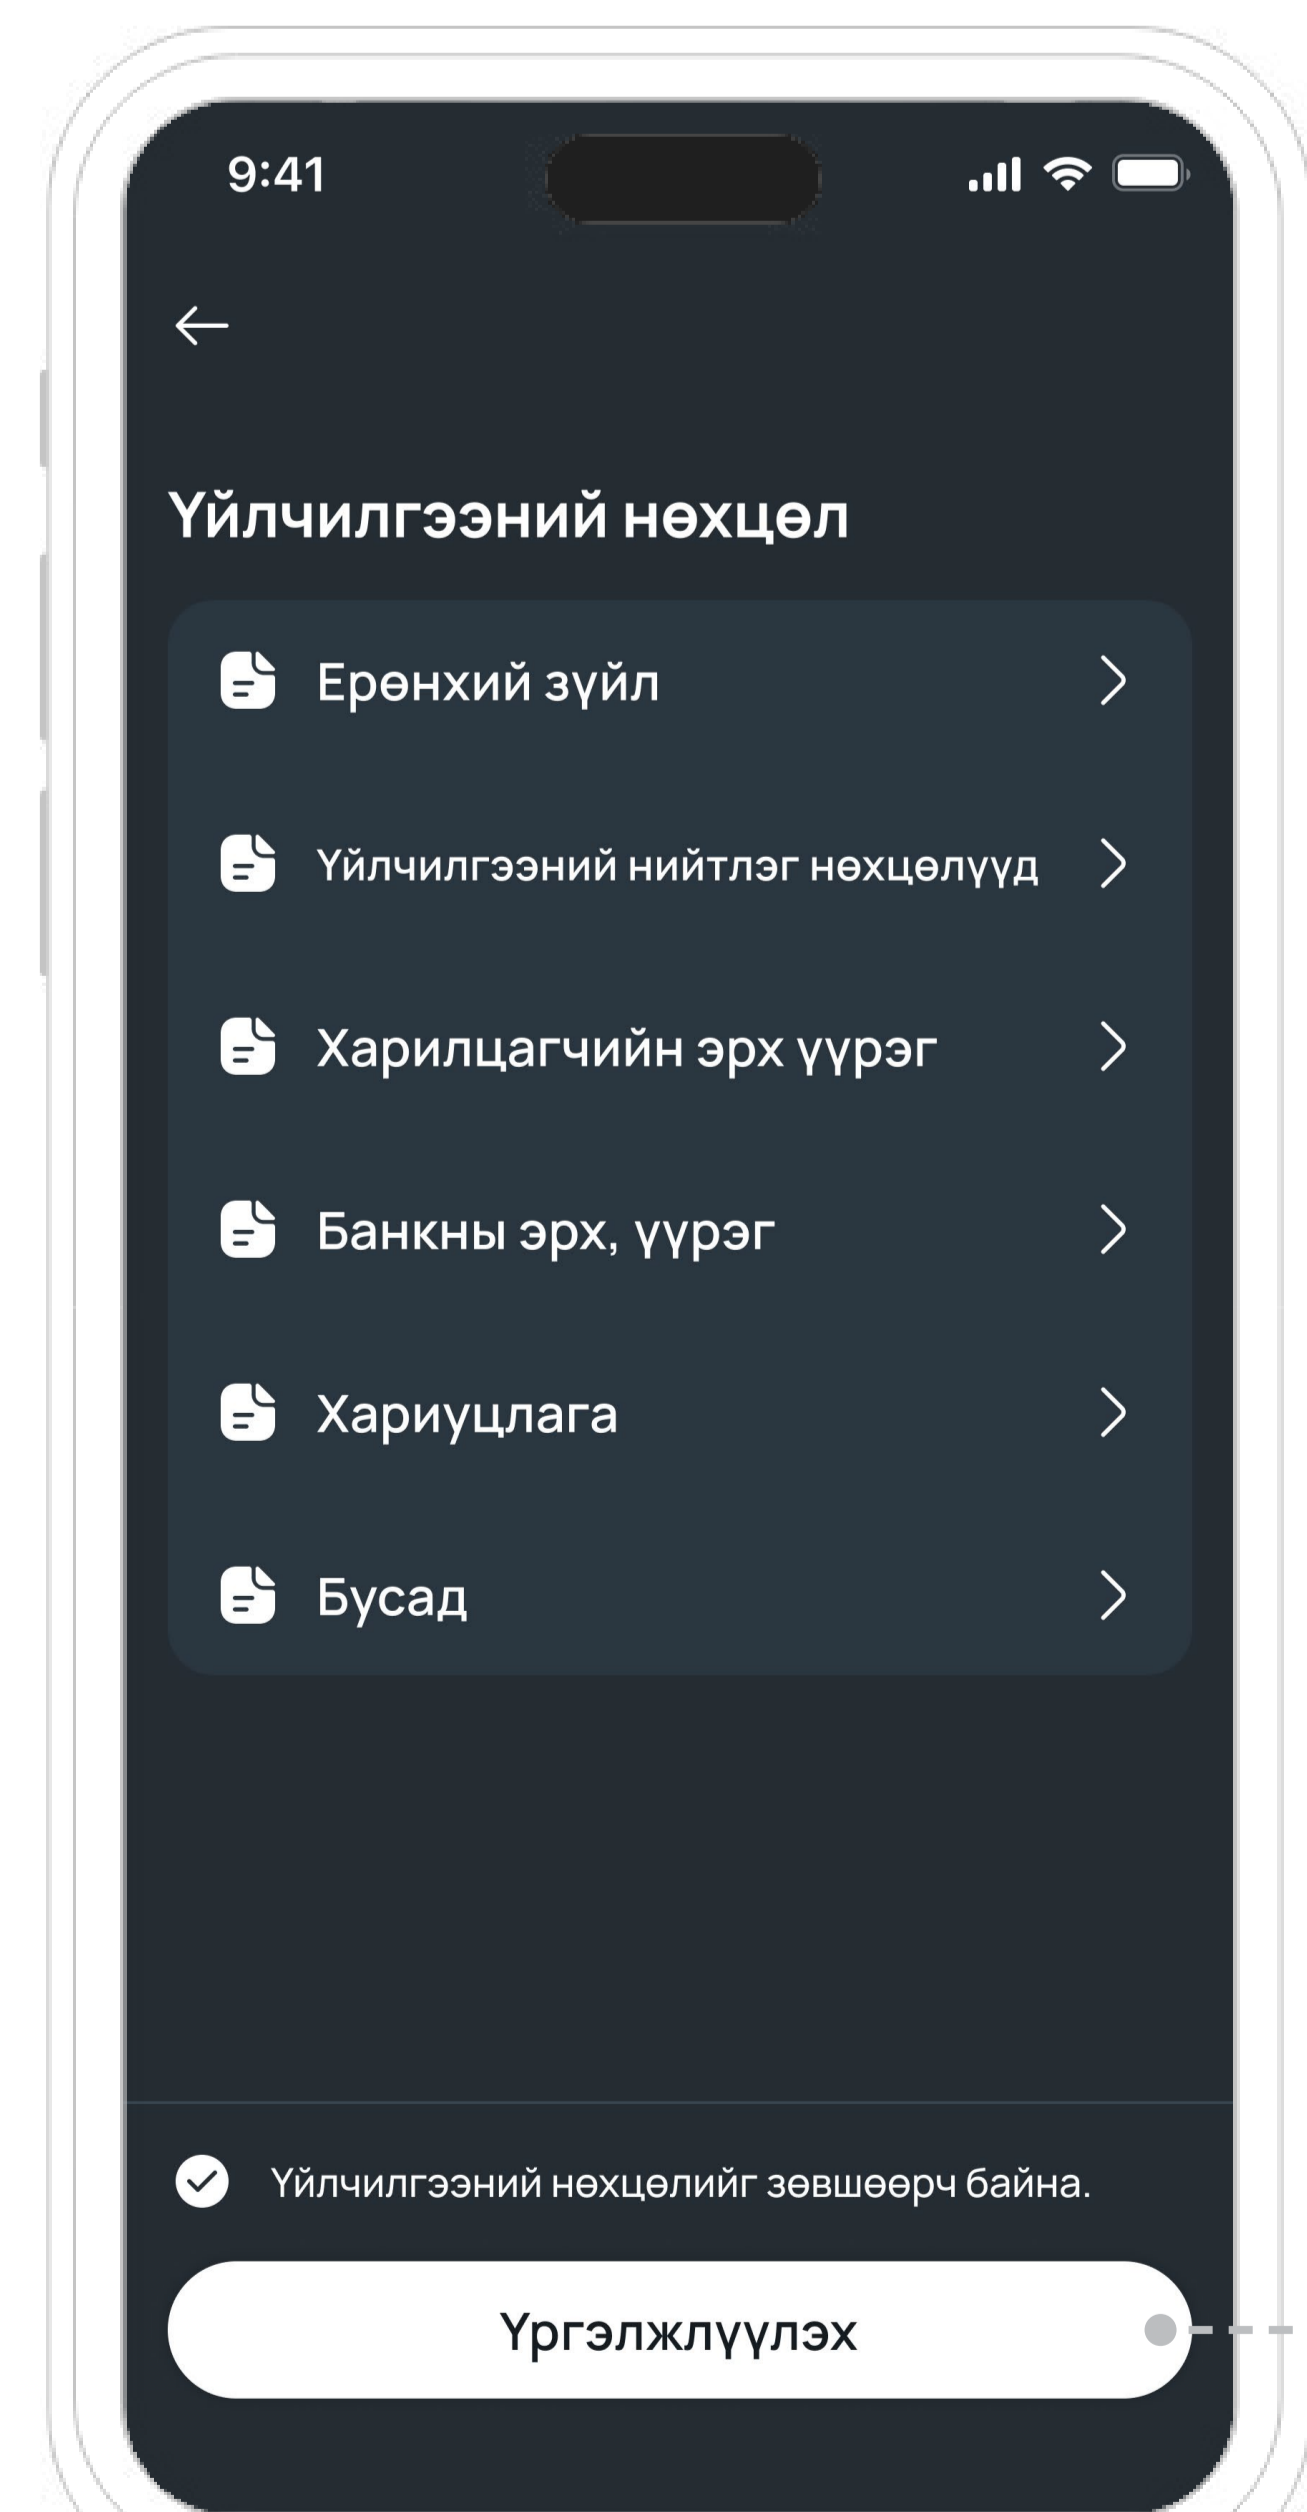 9:41
Үйлчилгээний нөхцөл
Ерөнхий зүйл
Үйлчилгээний нийтлэг нөхцөлүүд
Харилцагчийн эрх үүрэг
Банкны эрх, үүрэг
Хариуцлага
Бусад
Үйлчилгээний нөхцөлийг зөвшөөрч байна.
Үргэлжлүүлэх